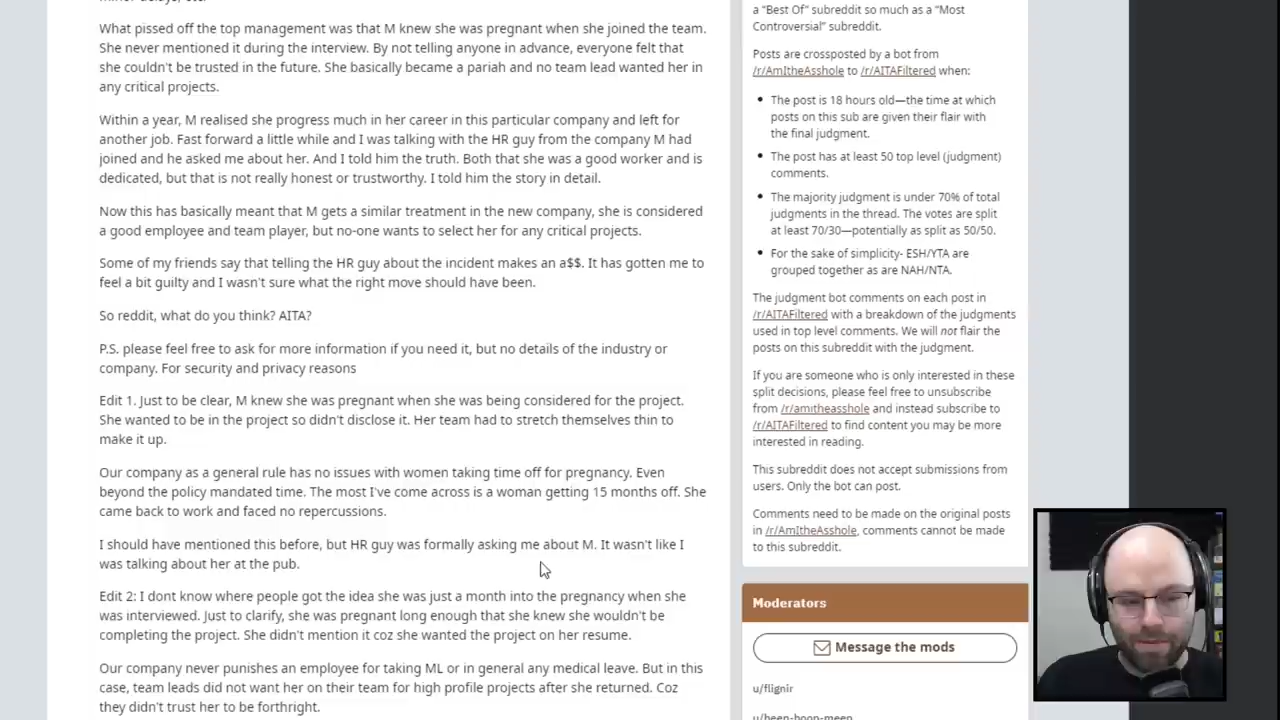 What pissed off the top management was that M knew she was pregnant when she joined the team.
She never mentioned it during the interview. By not telling anyone in advance, everyone felt that
she couldn't be trusted in the future. She basically became a pariah and no team lead wanted her in
any critical projects.
Within a year, M realised she progress much in her career in this particular company and left for
another job. Fast forward a little while and I was talking with the HR guy from the company M had
joined and he asked me about her. And I told him the truth. Both that she was a good worker and is
dedicated, but that is not really honest or trustworthy. I told him the story in detail.
Now this has basically meant that M gets a similar treatment in the new company, she is considered
a good employee and team player, but no-one wants to select her for any critical projects.
Some of my friends say that telling the HR guy about the incident makes an a$$. It has gotten me to
feel a bit guilty and I wasn't sure what the right move should have been.
So reddit, what do you think? AITA?
P.S. please feel free to ask for more information if you need it, but no details of the industry or
company. For security and privacy reasons
Edit 1. Just to be clear, M knew she was pregnant when she was being considered for the project.
She wanted to be in the project so didn't disclose it. Her team had to stretch themselves thin to
make it up.
Our company as a general rule has no issues with women taking time off for pregnancy. Even
beyond the policy mandated time. The most I've come across is a woman getting 15 months off. She
came back to work and faced no repercussions.
I should have mentioned this before, but HR guy was formally asking me about M. It wasn't like I
was talking about her at the pub.
Edit 2: I dont know where people got the idea she was just a month into the pregnancy when she
was interviewed. Just to clarify, she was pregnant long enough that she knew she wouldn't be
completing the project. She didn't mention it coz she wanted the project on her resume.
Our company never punishes an employee for taking ML or in general any medical leave. But in this
case, team leads did not want her on their team for high profile projects after she returned. Coz
they didn't trust her to be forthright.
a "Best Of" subreddit so much as a "Most
Controversial" subreddit.
Posts are crossposted by a bot from
/r/AmItheAsshole to /r/AITAFiltered when:
• The post is 18 hours old—the time at which
posts on this sub are given their flair with
the final judgment.
• The post has at least 50 top level (judgment)
comments.
• The majority judgment is under 70% of total
judgments in the thread. The votes are split
at least 70/30—potentially as split as 50/50.
• For the sake of simplicity- ESH/YTA are
grouped together as are NAH/NTA.
The judgment bot comments on each post in
/r/AITAFiltered with a breakdown of the judgments
used in top level comments. We will not flair the
posts on this subreddit with the judgment.
If you are someone who is only interested in these
split decisions, please feel free to unsubscribe
from /r/amitheasshole and instead subscribe to
/r/AITAFiltered to find content you may be more
interested in reading.
This subreddit does not accept submissions from
users. Only the bot can post.
Comments need to be made on the original posts
in /r/AmItheAsshole, comments cannot be made
to this subreddit.
Moderators
Message the mods
u/flignir
u/beep-boop-meep